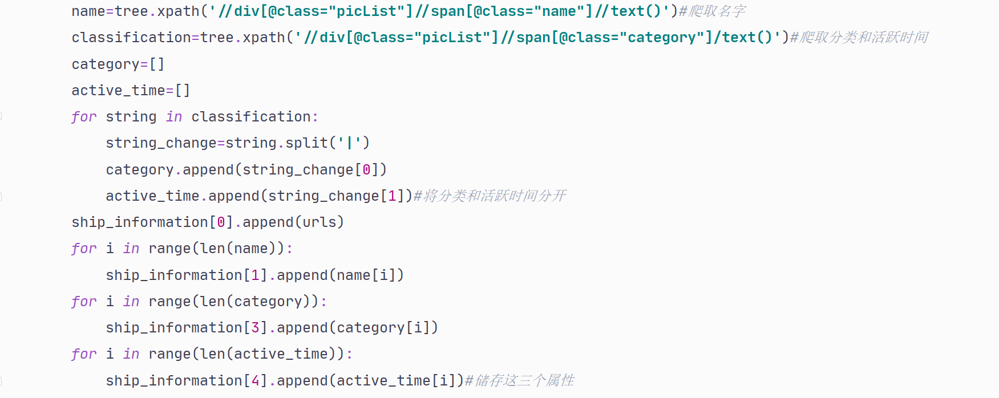 name=tree.xpath('//div[@class="picList"]//span[@class="name"]//text()')#爬取名字
classification=tree.xpath('//div[@class="picList"]//span[@class="category"]/text()')#爬取分类和活跃时间
category=[]
active_time=[]
for string in classification:
    string_change=string.split('|')
    category.append(string_change[0])
    active_time.append(string_change[1])#将分类和活跃时间分开
ship_information[0].append(urls)
for i in range(len(name)):
    ship_information[1].append(name[i])
for i in range(len(category)):
    ship_information[3].append(category[i])
for i in range(len(active_time)):
    ship_information[4].append(active_time[i])#储存这三个属性